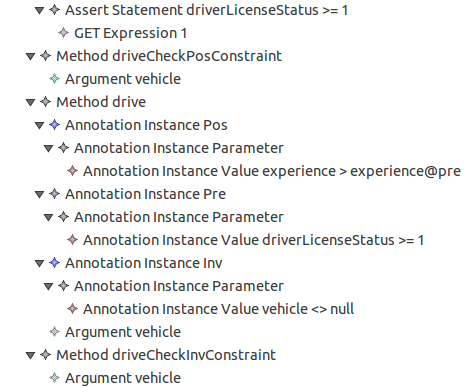 Assert Statement driverLicenseStatus >= 1
GET Expression 1
Method driveCheckPosConstraint
Argument vehicle
Method drive
Annotation Instance Pos
Annotation Instance Parameter
Annotation Instance Value experience > experience@pre
Annotation Instance Pre
Annotation Instance Parameter
Annotation Instance Value driverLicenseStatus >= 1
Annotation Instance Inv
Annotation Instance Parameter
Annotation Instance Value vehicle <> null
Argument vehicle
Method driveCheckInvConstraint
Argument vehicle